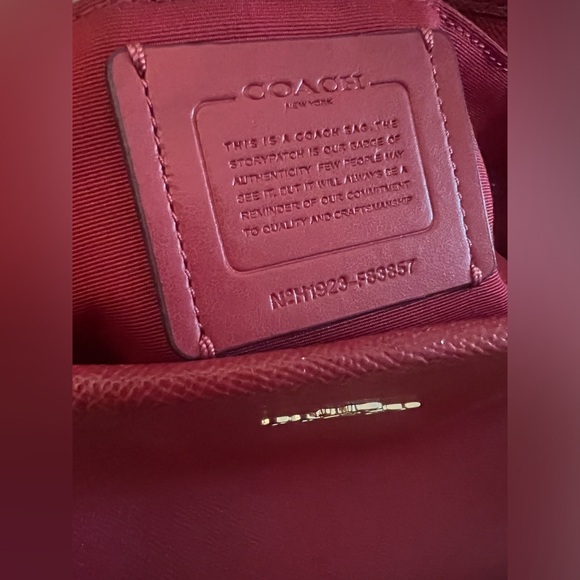 COACH
NEW YORK
THIS IS A COACH BAG. THE
STORYPATCH IS OUR BADGE OF
AUTHENTICITY. FEW PEOPLE MAY
SEE IT, BUT IT WILL ALWAYS BE A
REMINDER OF OUR COMMITMENT
TO QUALITY AND CRAFTSMANSHIP
NºH1923-F83857